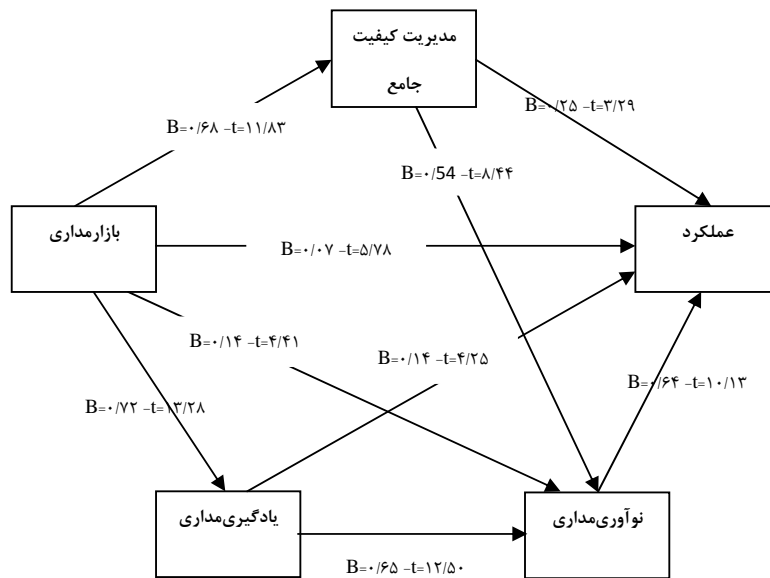 مدیریت کیفیت
جامع
B=۰/۲۵ –t=۳/۲۹
B=۰/۶۸ –t=۱۱/۸۳
B=۰/54 –t=۸/۴۴
بازارمداری
عملکرد
B=۰/۰۷ –t=۵/۷۸
B=۰/۱۴ –t=۴/۴۱
B=۰/۱۴ –t=۴/۲۵
B=۰/۶۴ –t=۱۰/۱۳
B=۰/۷۲ –t=۱۳/۲۸
یادگیری‌مداری
نوآوری‌مداری
B=۰/۶۵ –t=۱۲/۵۰